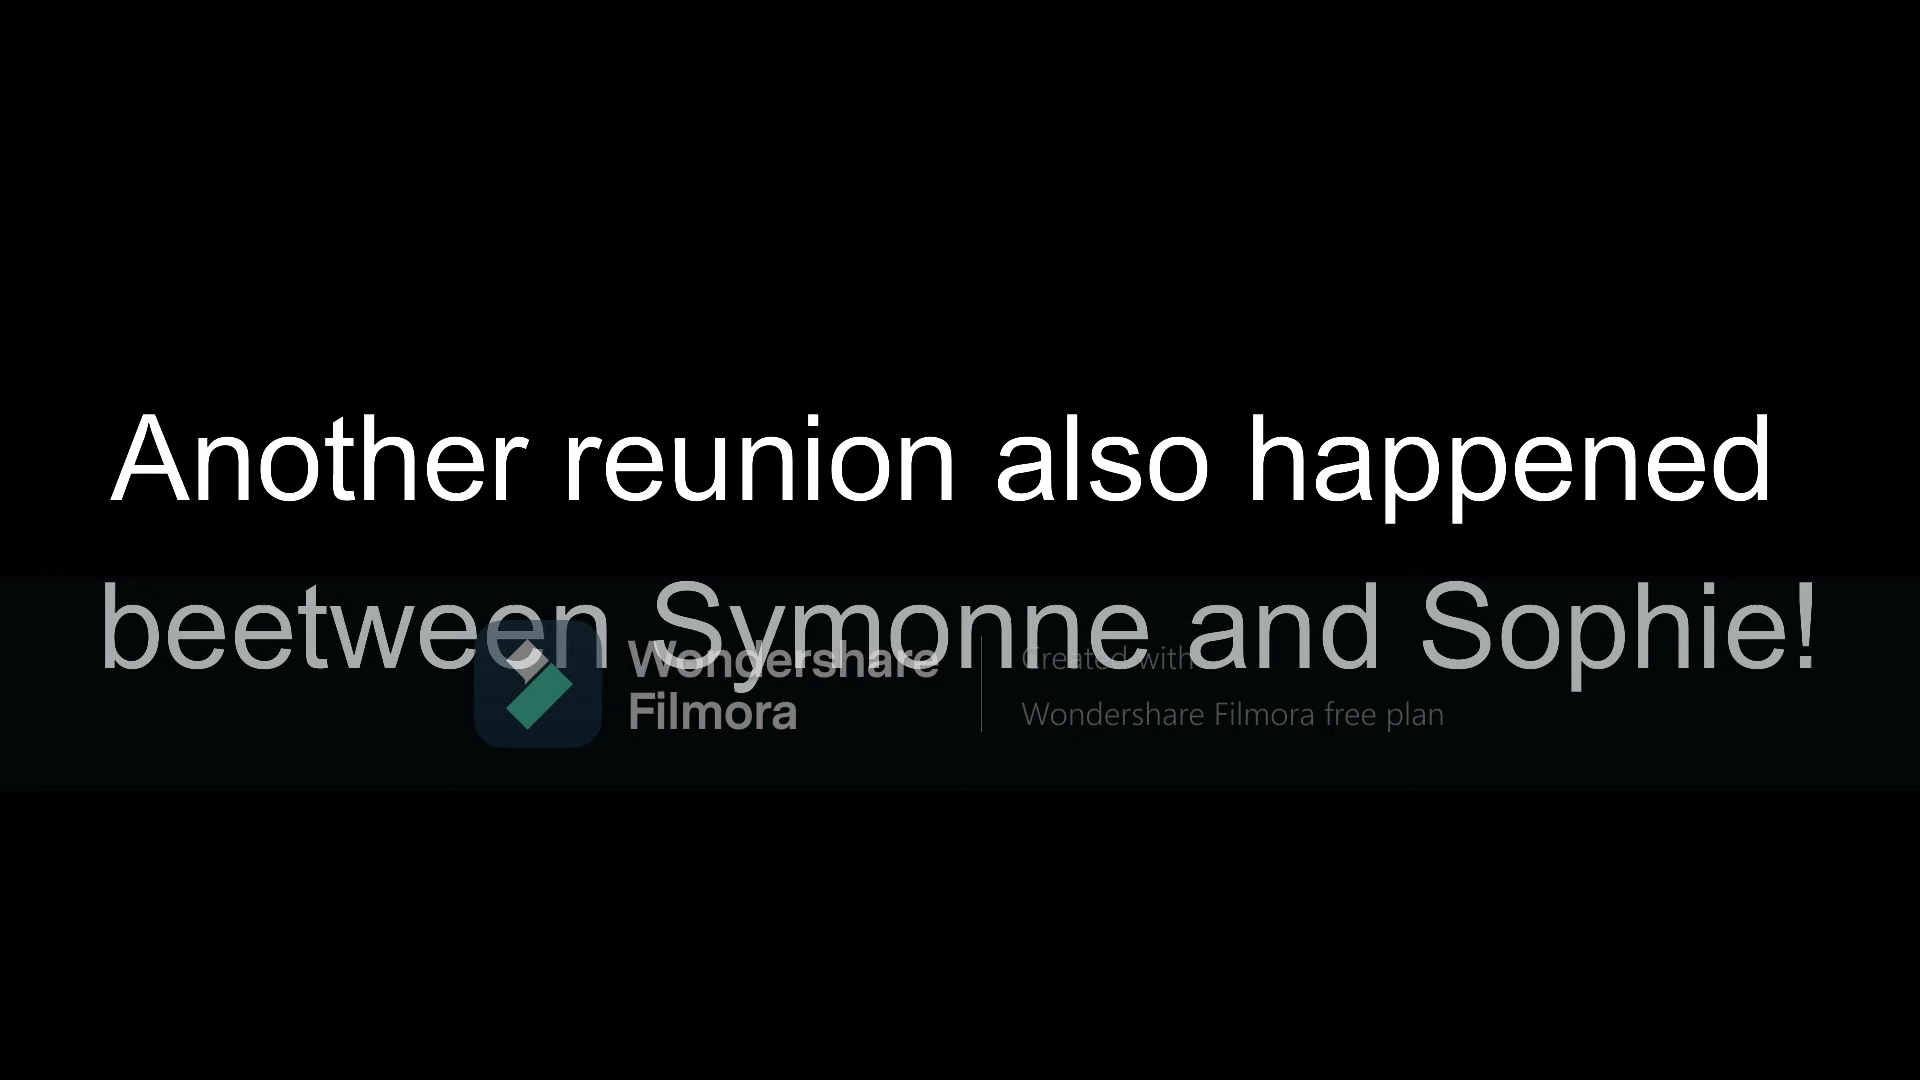 Another reunion also happened
beetween Symonne and Sophie!
Wondershare
Filmora
Created with
Wondershare Filmora free plan